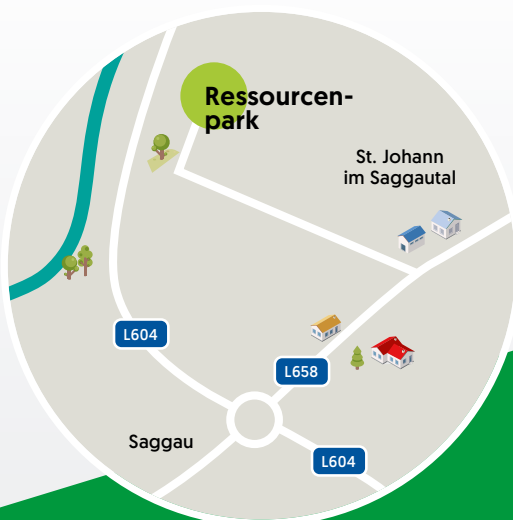 Ressourcen-
park
St. Johann
im Saggautal
L604
L658
Saggau
L604